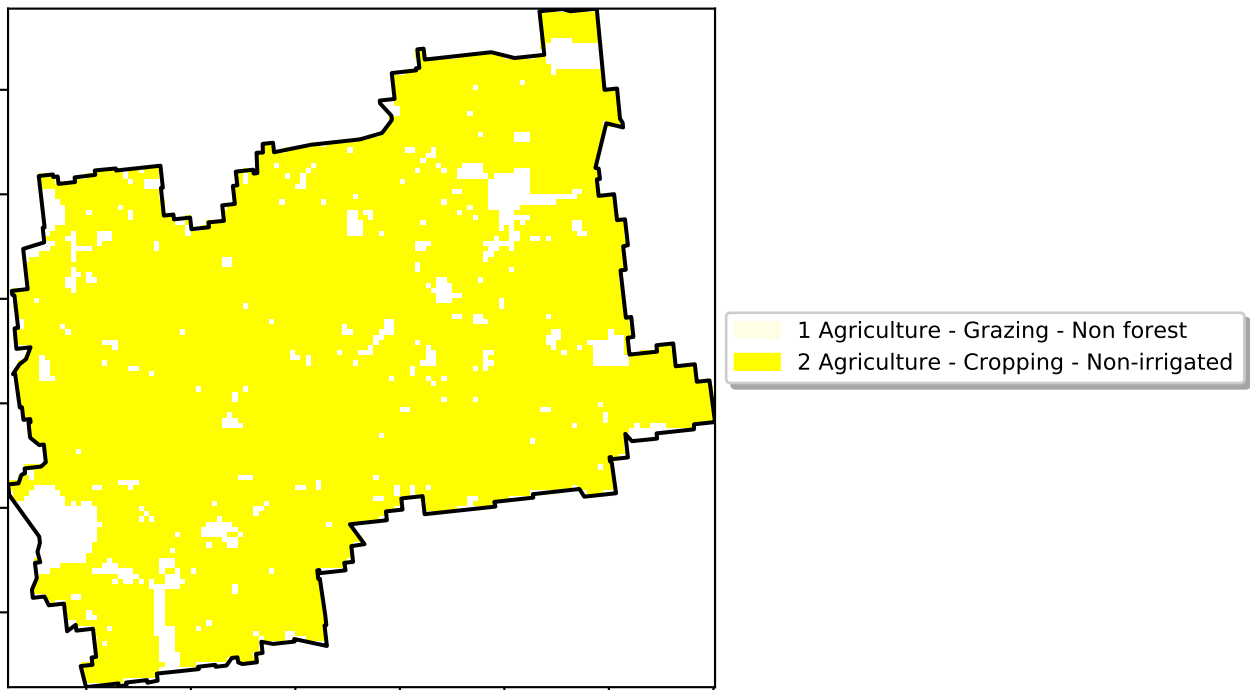 1 Agriculture - Grazing - Non forest
2 Agriculture - Cropping - Non-irrigated